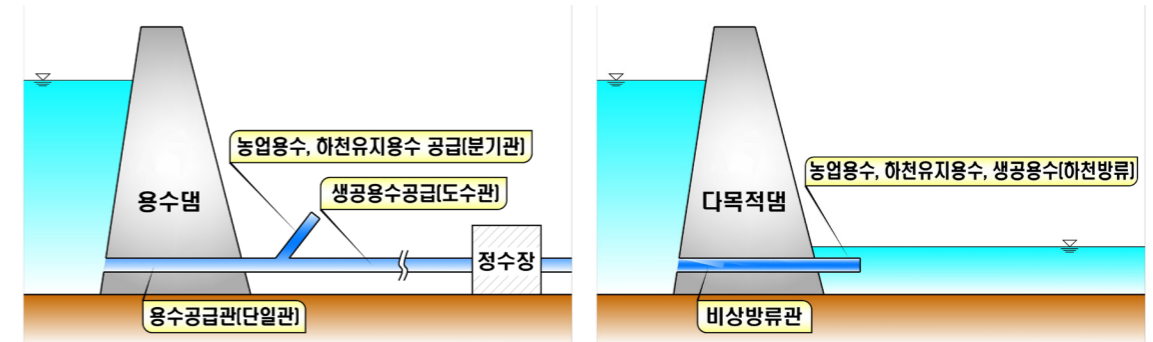 용수댐
농업용수, 하천유지용수 공급(분기관)
생공용수공급(도수관)
정수장
용수공급관(단일관)
다목적댐
농업용수, 하천유지용수, 생공용수(하천방류)
비상방류관